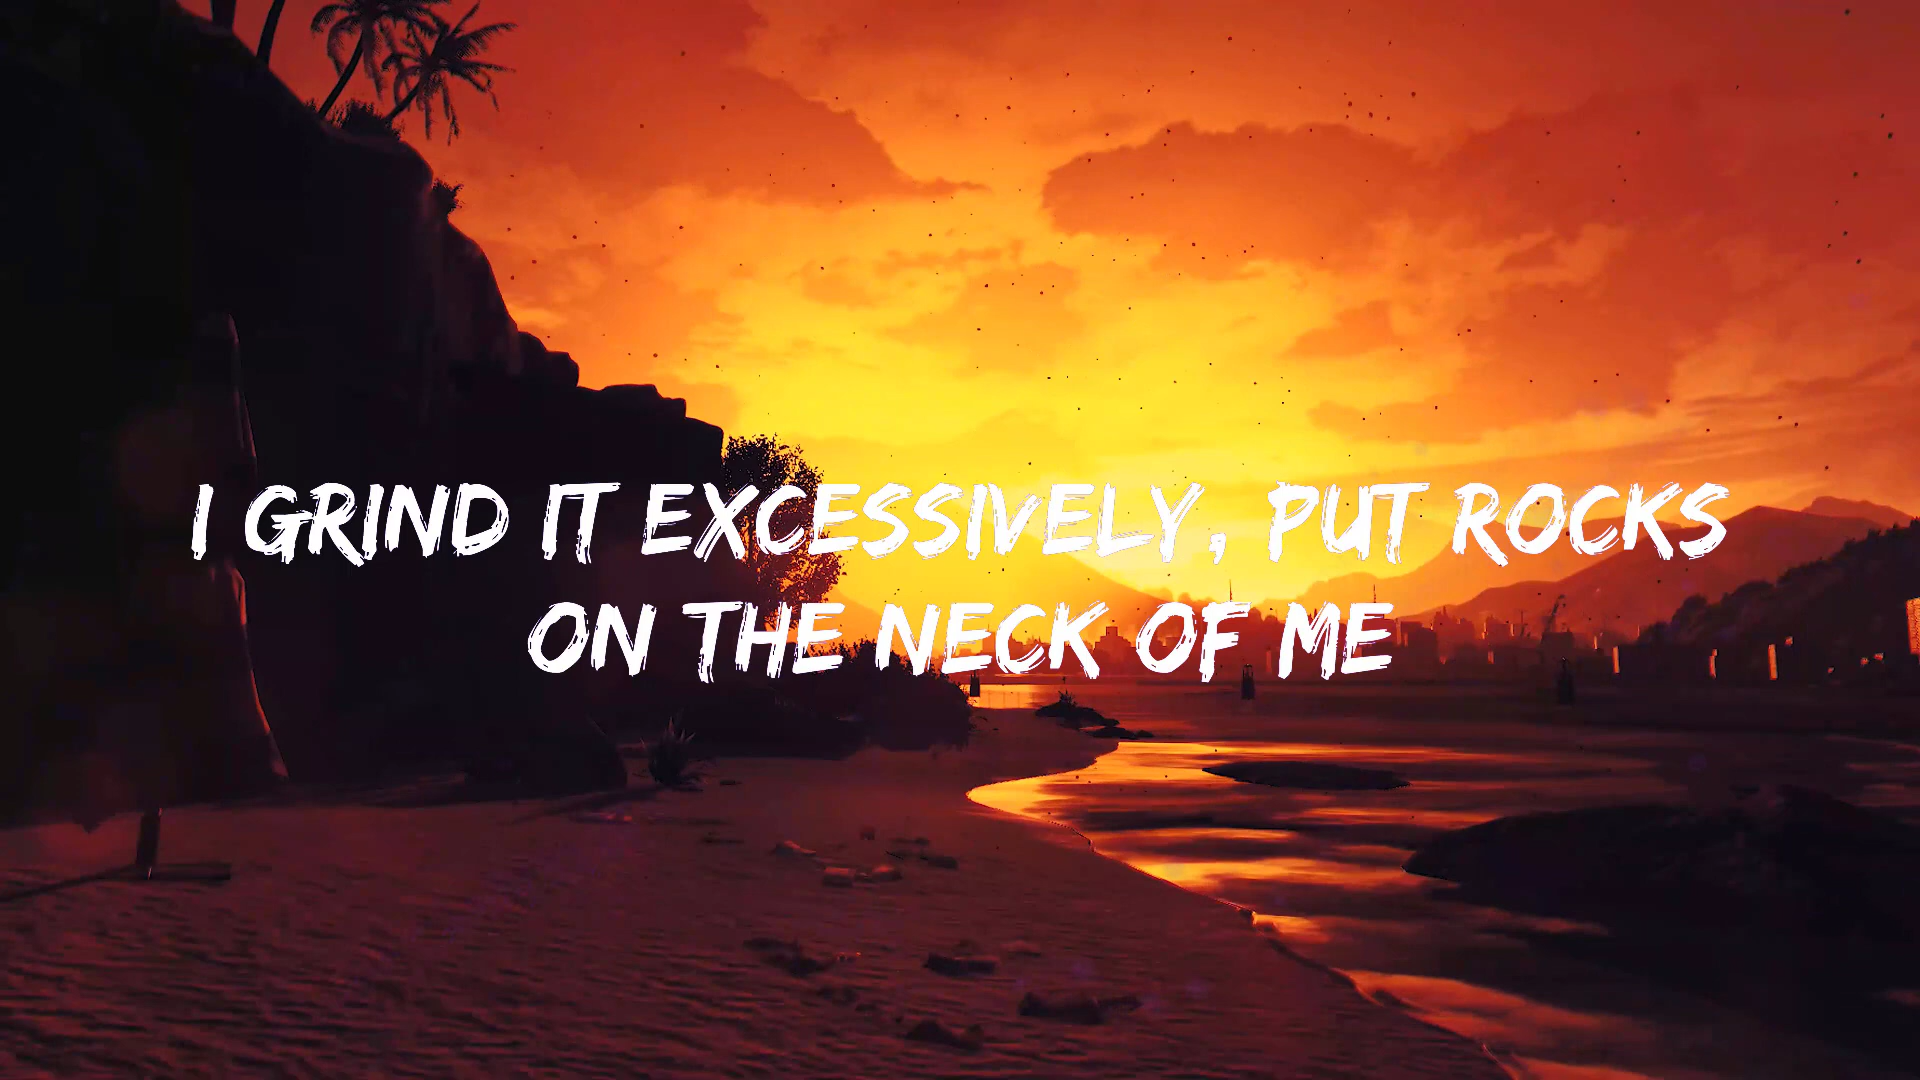 I GRIND IT EXCESSIVELY, PUT ROCKS
ON THE NECK OF ME